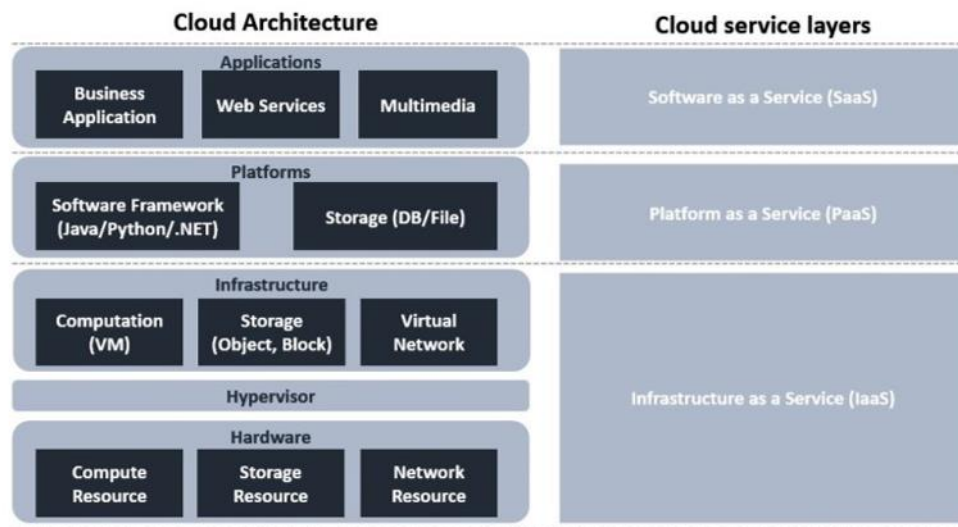 Cloud Architecture
Cloud service layers
Applications
Business
Application
Web Services
Multimedia
Software as a Service (SaaS)
Platforms
Software Framework
(Java/Python/.NET)
Storage (DB/File)
Platform as a Service (PaaS)
Infrastructure
Computation
(VM)
Storage
(Object, Block)
Virtual
Network
Hypervisor
Infrastructure as a Service (IaaS)
Hardware
Compute
Resource
Storage
Resource
Network
Resource